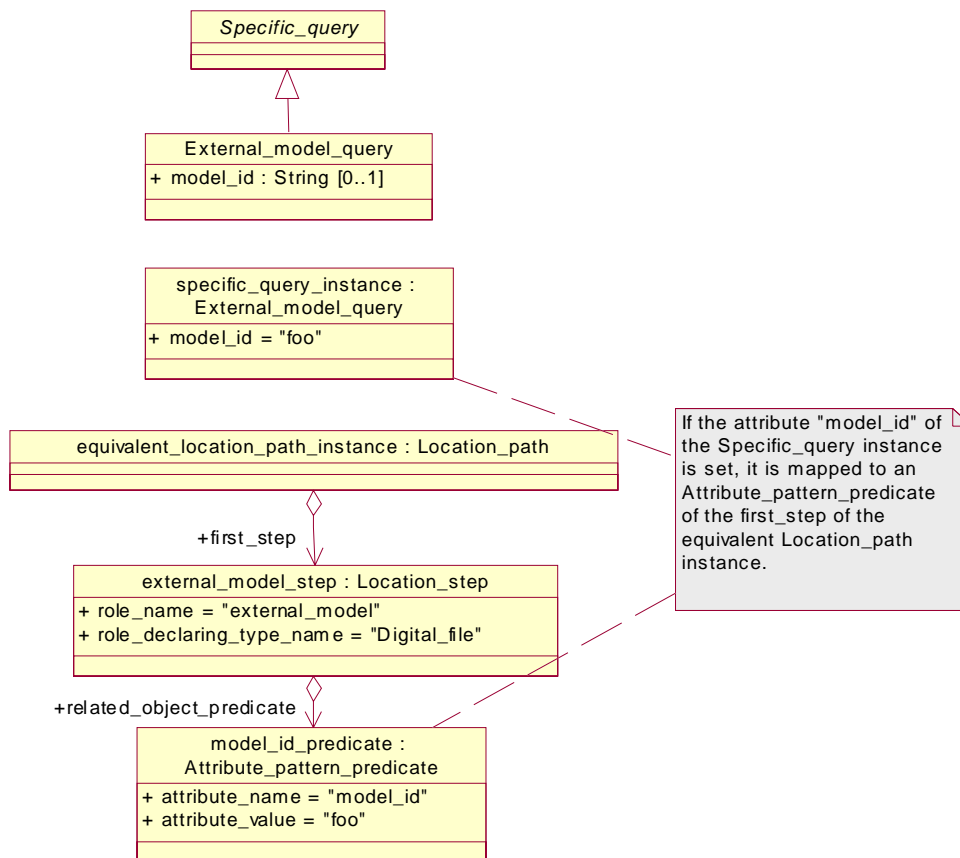 Specific_query
External_model_query
+ model_id : String [0..1]
specific_query_instance :
External_model_query
+ model_id = "foo"
equivalent_location_path_instance : Location_path
+first_step
external_model_step : Location_step
+ role_name = "external_model"
+ role_declaring_type_name = "Digital_file"
+related_object_predicate
model_id_predicate :
Attribute_pattern_predicate
+ attribute_name = "model_id"
+ attribute_value = "foo"
If the attribute "model_id" of
the Specific_query instance
is set, it is mapped to an
Attribute_pattern_predicate
of the first_step of the
equivalent Location_path
instance.